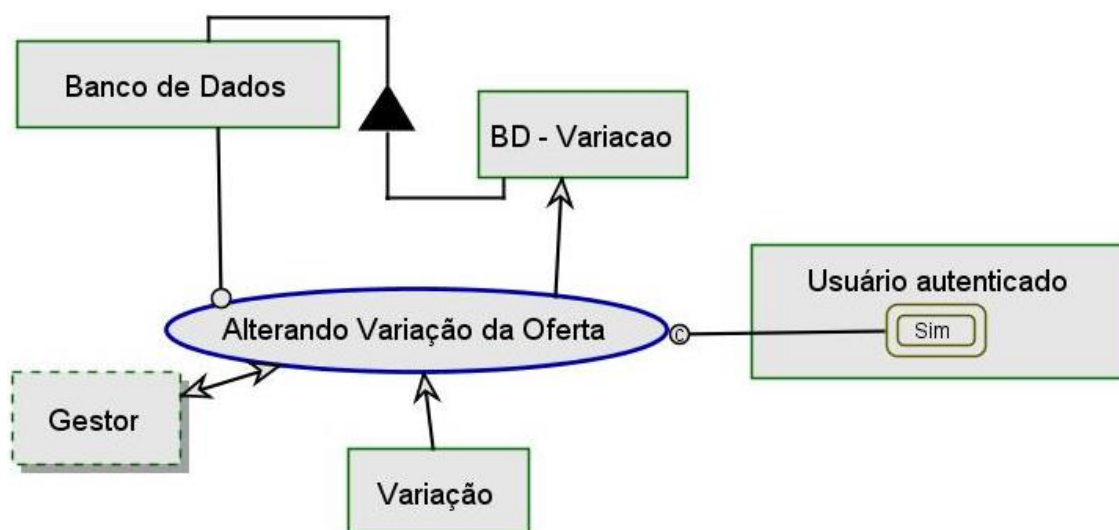 Banco de Dados
BD - Variacao
Usuário autenticado
Sim
C
Alterando Variação da Oferta
Gestor
Variação